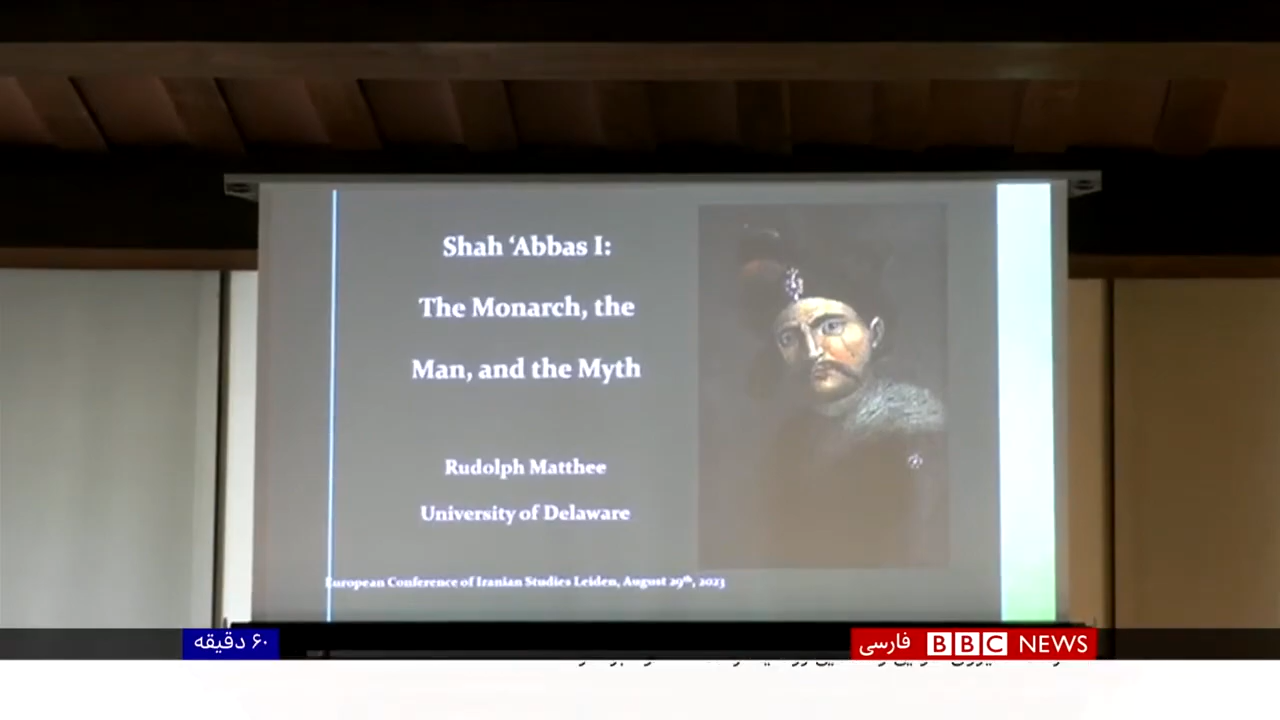 Shah ‘Abbas I:
The Monarch, the
Man, and the Myth
Rudolph Matthee
University of Delaware
European Conference of Iranian Studies Leiden, August 29th, 2023
۶۰ دقیقه
BBC NEWS فارسی